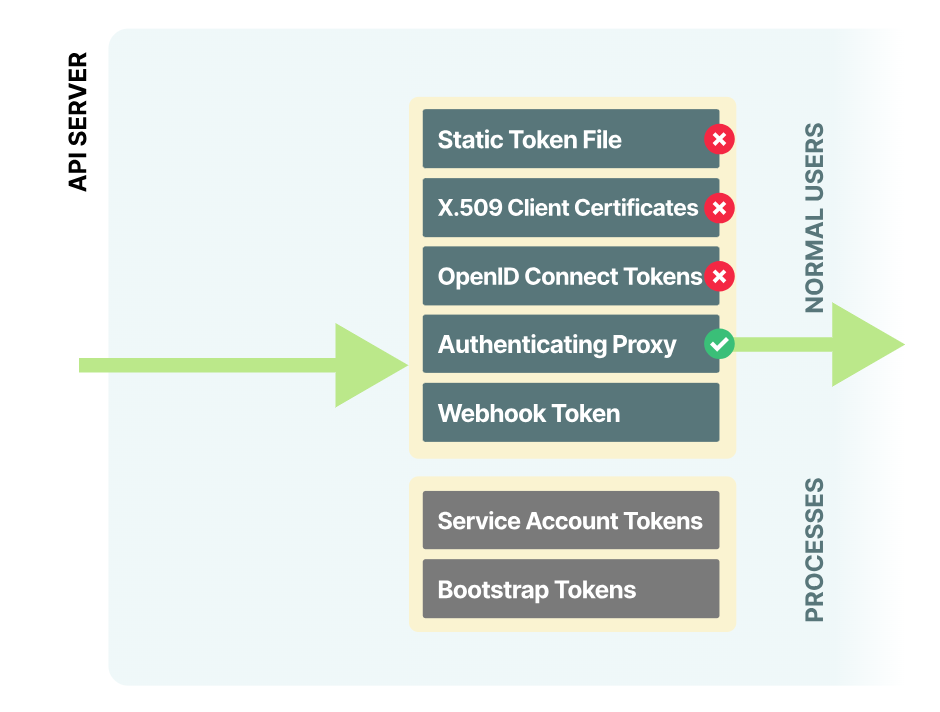 API SERVER
Static Token File
X.509 Client Certificates
OpenID Connect Tokens
Authenticating Proxy
Webhook Token
NORMAL USERS
Service Account Tokens
Bootstrap Tokens
PROCESSES